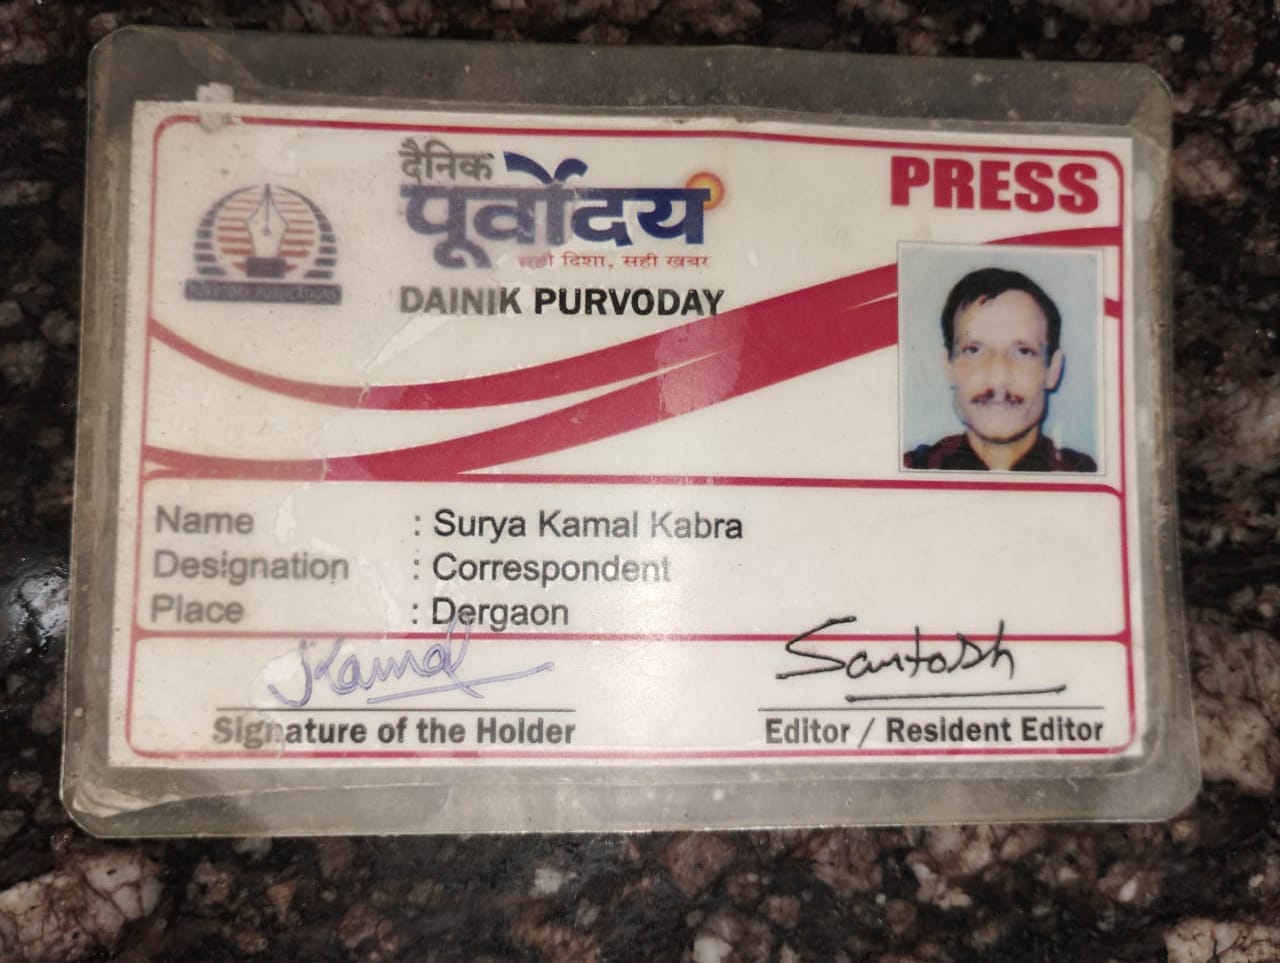 दैनिक
पूर्वोदय
सही दिशा, सही खबर
DAINIK PURVODAY
PRESS
PUBLICATIONS
Name : Surya Kamal Kabra
Designation : Correspondent
Place : Dergaon
Kamal
Santosh
Signature of the Holder
Editor / Resident Editor